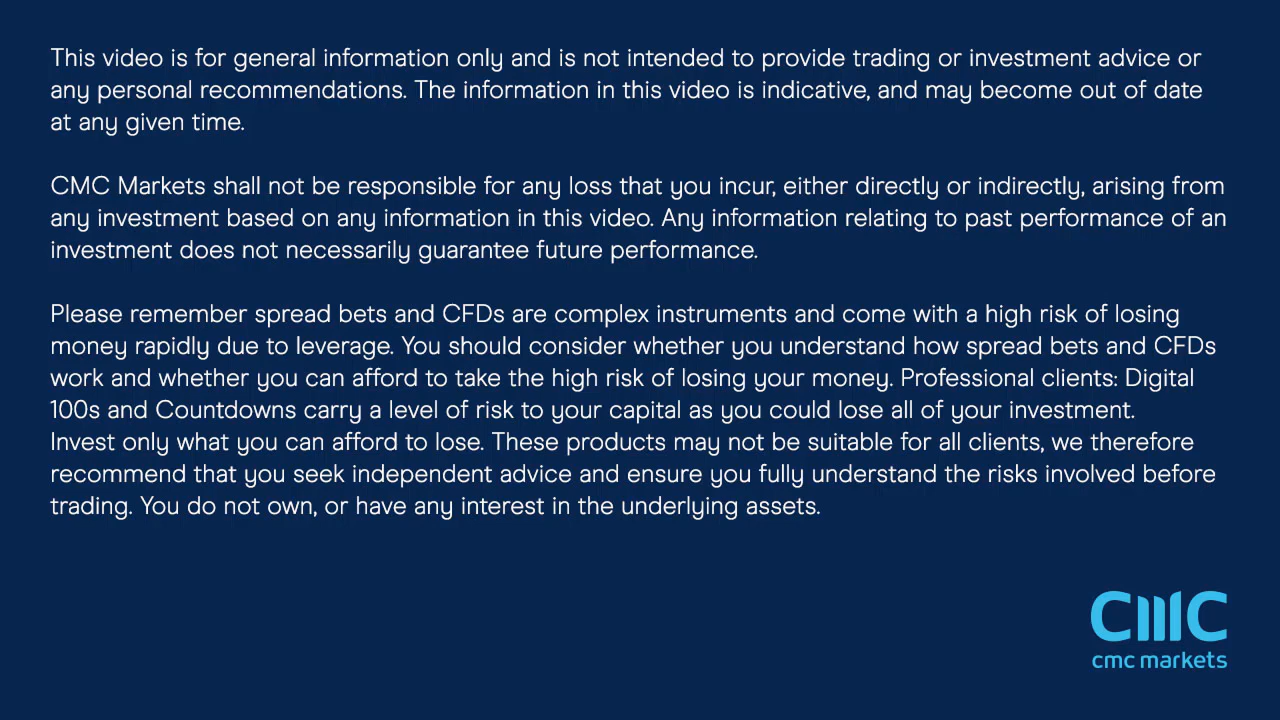 This video is for general information only and is not intended to provide trading or investment advice or
any personal recommendations. The information in this video is indicative, and may become out of date
at any given time.
CMC Markets shall not be responsible for any loss that you incur, either directly or indirectly, arising from
any investment based on any information in this video. Any information relating to past performance of an
investment does not necessarily guarantee future performance.
Please remember spread bets and CFDs are complex instruments and come with a high risk of losing
money rapidly due to leverage. You should consider whether you understand how spread bets and CFDs
work and whether you can afford to take the high risk of losing your money. Professional clients: Digital
100s and Countdowns carry a level of risk to your capital as you could lose all of your investment.
Invest only what you can afford to lose. These products may not be suitable for all clients, we therefore
recommend that you seek independent advice and ensure you fully understand the risks involved before
trading. You do not own, or have any interest in the underlying assets.
CMC
cmc markets